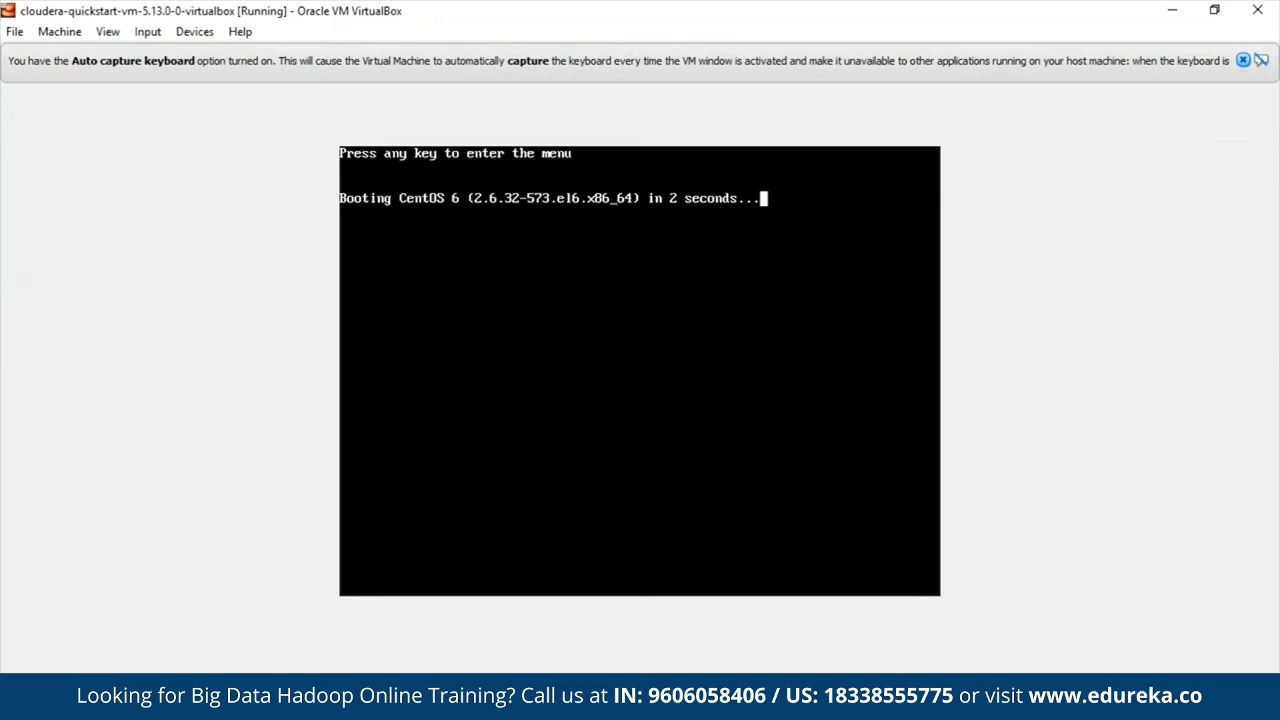 cloudera-quickstart-vm-5.13.0-0-virtualbox [Running] - Oracle VM VirtualBox
File Machine View Input Devices Help
You have the Auto capture keyboard option turned on. This will cause the Virtual Machine to automatically capture the keyboard every time the VM window is activated and make it unavailable to other applications running on your host machine: when the keyboard is
Press any key to enter the menu
Booting CentOS 6 (2.6.32-573.el6.x86_64) in 2 seconds...
Looking for Big Data Hadoop Online Training? Call us at IN: 9606058406 / US: 18338555775 or visit www.edureka.co